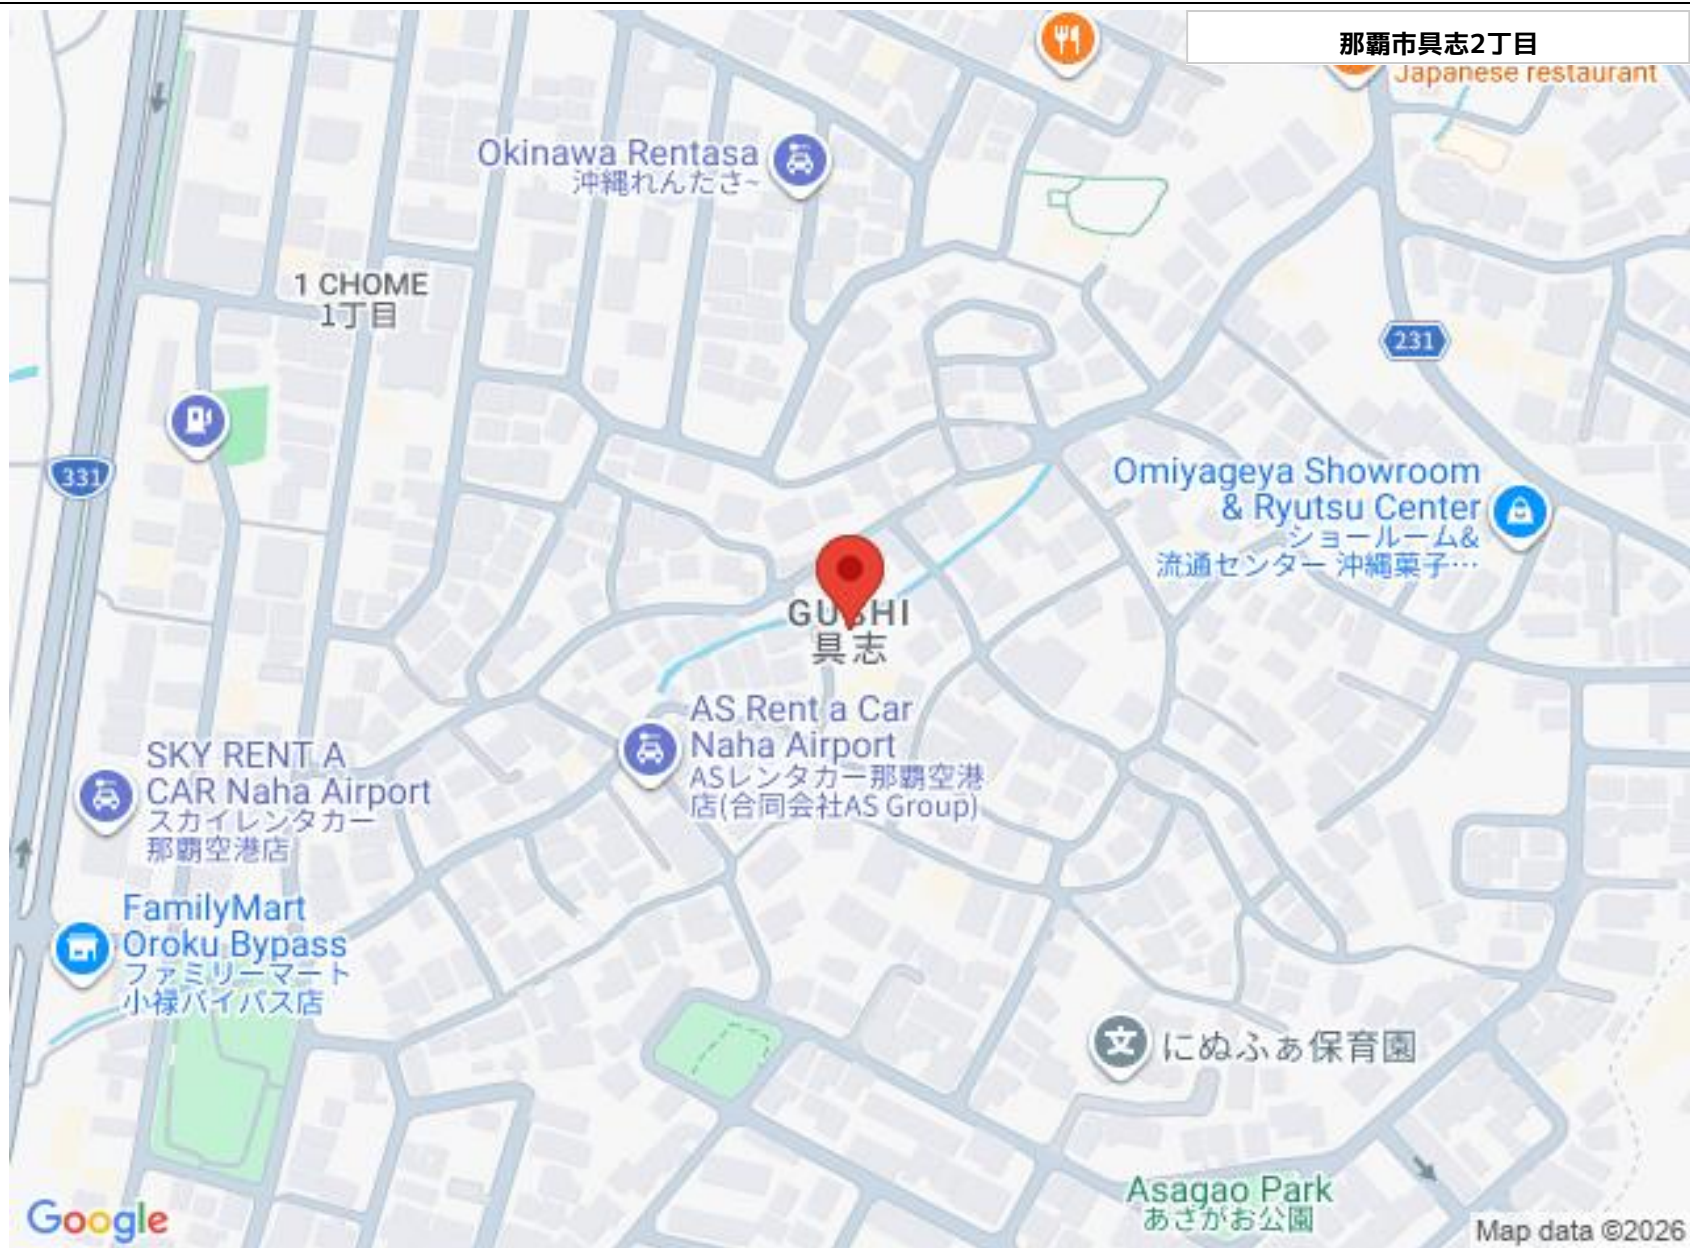 那覇市具志2丁目
Japanese restaurant
Okinawa Rentasa
沖縄れんたさ~
1 CHOME
1丁目
231
331
Omiyageya Showroom
& Ryutsu Center
ショールーム&
流通センター 沖縄菓子…
GUSHI
具志
AS Rent a Car
Naha Airport
ASレンタカー那覇空港
店(合同会社AS Group)
SKY RENT A
CAR Naha Airport
スカイレンタカー
那覇空港店
FamilyMart
Oroku Bypass
ファミリーマート
小禄バイパス店
文
にぬふぁ保育園
Asagao Park
あさがお公園
Google
Map data ©2026